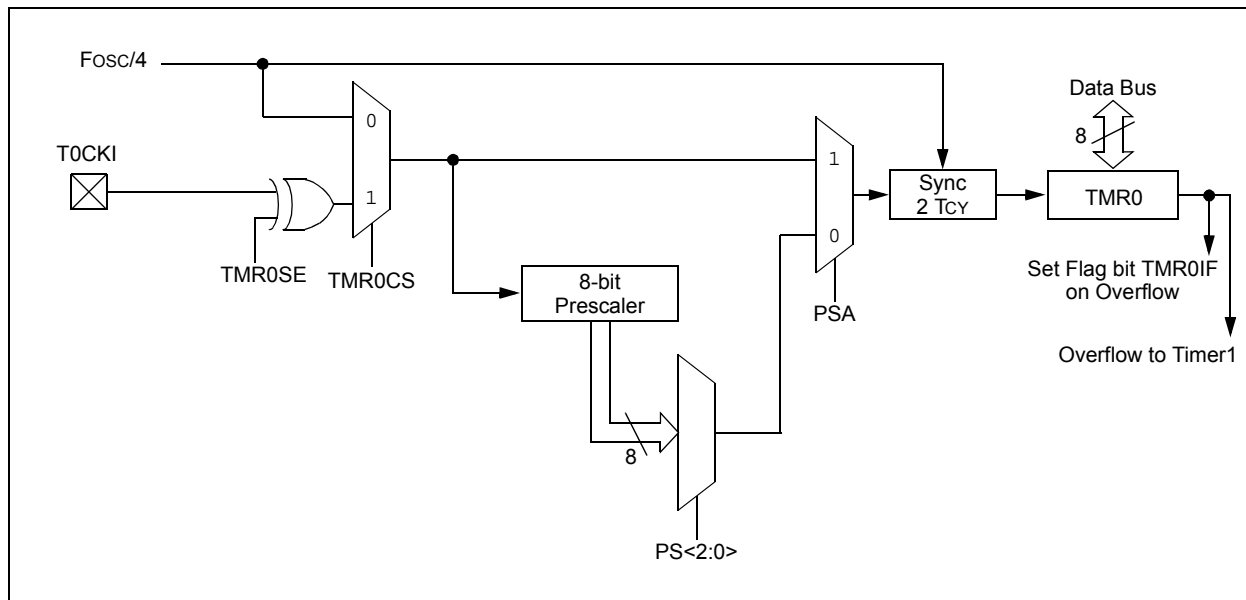 FOSC/4
Data Bus
8
T0CKI
0
1
1
0
Sync
2 TCY
TMR0
TMR0SE
TMR0CS
8-bit
Prescaler
PSA
Set Flag bit TMR0IF
on Overflow
Overflow to Timer1
8
PS<2:0>